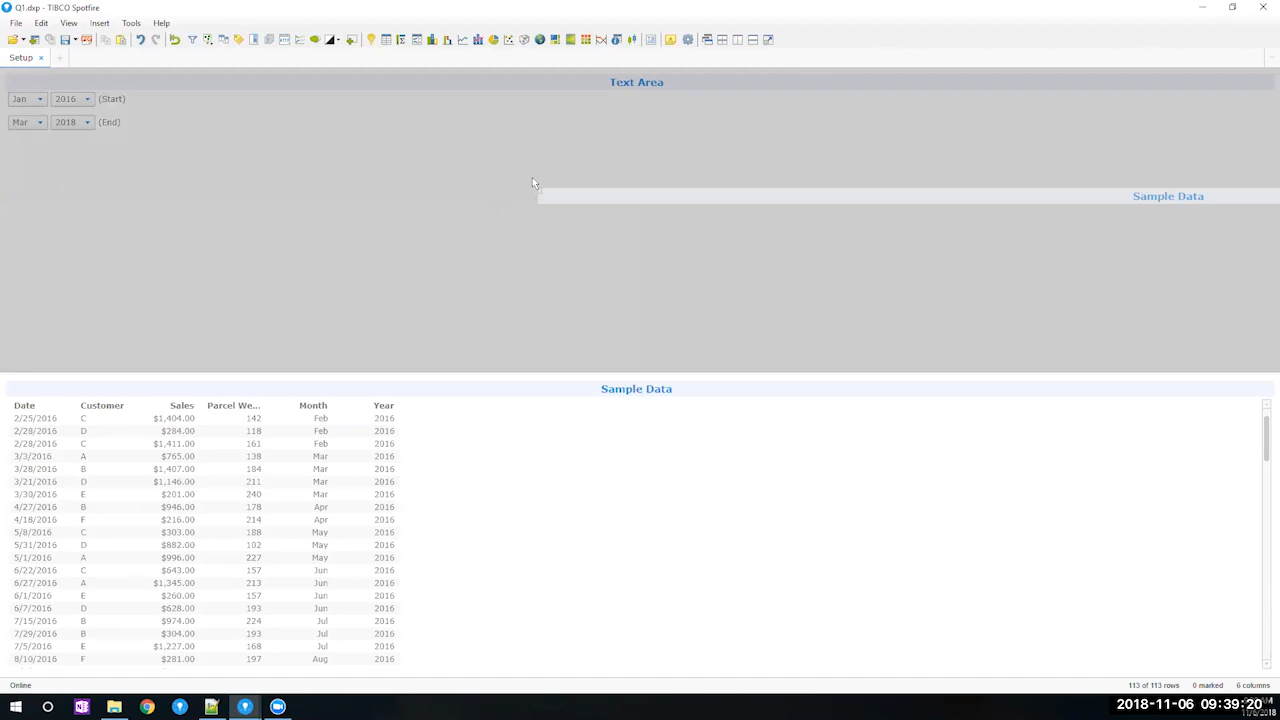 Q1.dxp - TIBCO Spotfire
File Edit View Insert Tools Help
Setup
Text Area
Jan 2016 (Start)
Mar 2018 (End)
Sample Data
Sample Data
Date Customer Sales Parcel We... Month Year
2/25/2016 C $1,404.00 142 Feb 2016
2/28/2016 D $284.00 118 Feb 2016
2/28/2016 C $1,411.00 161 Feb 2016
3/3/2016 A $765.00 138 Mar 2016
3/28/2016 B $1,407.00 184 Mar 2016
3/21/2016 D $1,146.00 211 Mar 2016
3/30/2016 E $201.00 240 Mar 2016
4/27/2016 B $946.00 178 Apr 2016
4/18/2016 F $216.00 214 Apr 2016
5/8/2016 C $303.00 188 May 2016
5/31/2016 D $882.00 102 May 2016
5/1/2016 A $996.00 227 May 2016
6/22/2016 C $643.00 157 Jun 2016
6/27/2016 A $1,345.00 213 Jun 2016
6/1/2016 E $260.00 157 Jun 2016
6/7/2016 D $628.00 193 Jun 2016
7/15/2016 B $974.00 224 Jul 2016
7/29/2016 B $304.00 193 Jul 2016
7/5/2016 E $1,227.00 168 Jul 2016
8/10/2016 F $281.00 197 Aug 2016
Online 113 of 113 rows 0 marked 6 columns
2018-11-06 09:39:20
11/6/2018